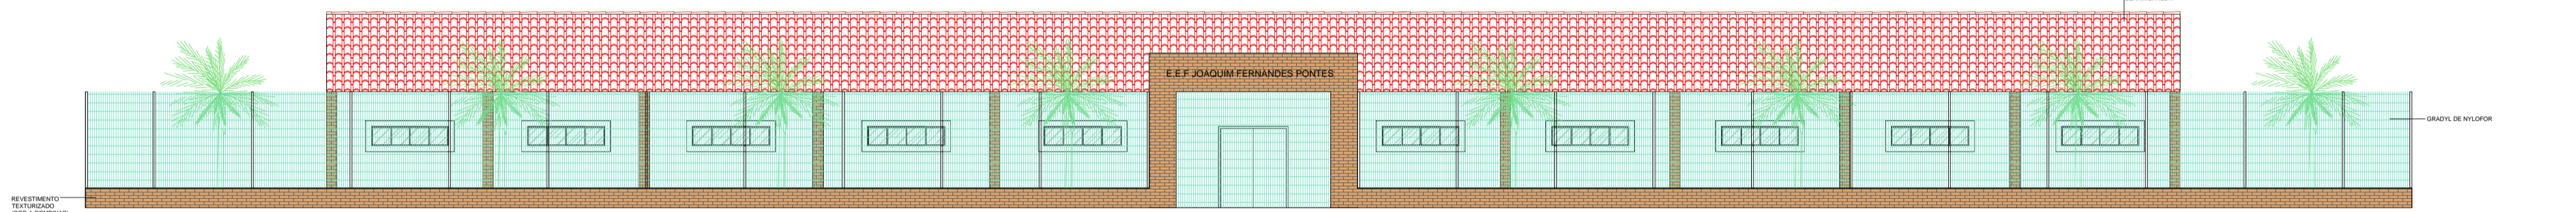 E.E.F JOAQUIM FERNANDES PONTES
GRADYL DE NYLOFOR
REVESTIMENTO
TEXTURIZADO